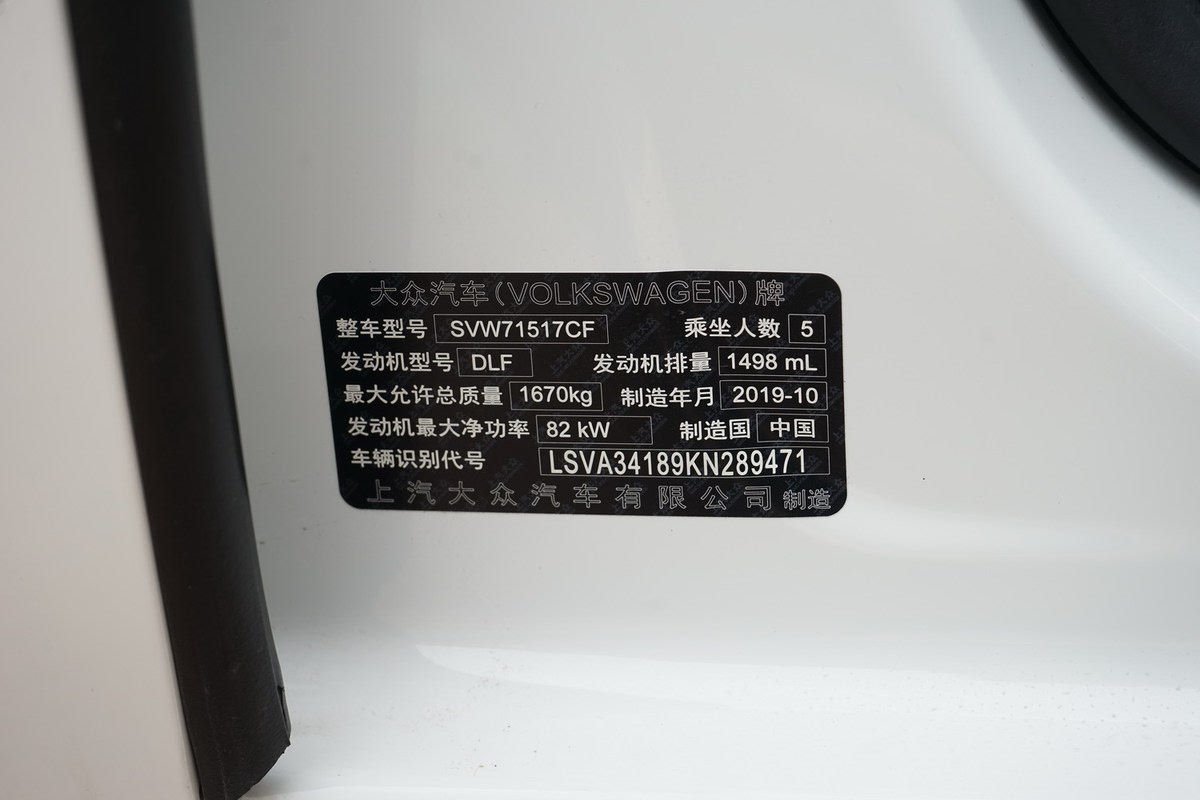 大众汽车(VOLKSWAGEN)牌
整车型号 SVW71517CF 乘坐人数 5
发动机型号 DLF 发动机排量 1498 mL
最大允许总质量 1670kg 制造年月 2019-10
发动机最大净功率 82 kW 制造国 中国
车辆识别代号 LSVA34189KN289471
上汽大众汽车有限公司 制造